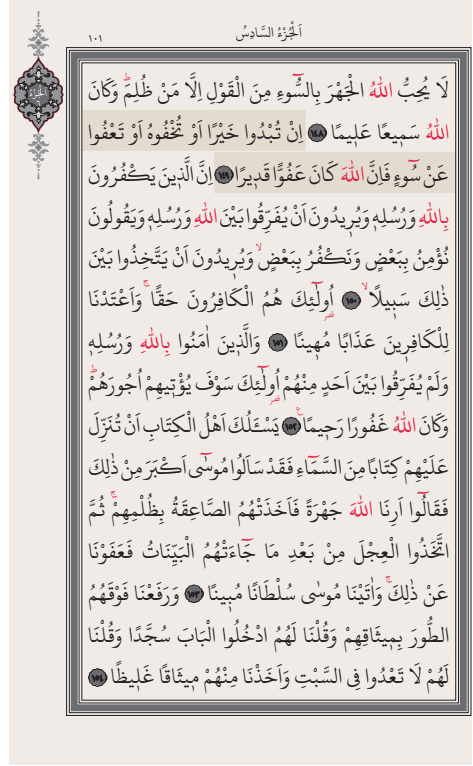 اَلْجُزْءُ السَّادِسُ
١٠١
لَا يُحِبُّ اللّٰهُ الْجَهْرَ بِالسُّٓوءِ مِنَ الْقَوْلِ اِلَّا مَنْ ظُلِمَۜ وَكَانَ
اللّٰهُ سَمٖيعًا عَلٖيمًا ﴿١٤٨﴾ اِنْ تُبْدُوا خَيْرًا اَوْ تُخْفُوهُ اَوْ تَعْفُوا
عَنْ سُٓوءٍ فَاِنَّ اللّٰهَ كَانَ عَفُوًّا قَدٖيرًا ﴿١٤٩﴾ اِنَّ الَّذٖينَ يَكْفُرُونَ
بِاللّٰهِ وَرُسُلِهٖ وَيُرٖيدُونَ اَنْ يُفَرِّقُوا بَيْنَ اللّٰهِ وَرُسُلِهٖ وَيَقُولُونَ
نُؤْمِنُ بِبَعْضٍ وَنَكْفُرُ بِبَعْضٍۙ وَيُرٖيدُونَ اَنْ يَتَّخِذُوا بَيْنَ
ذٰلِكَ سَبٖيلًاۙ ﴿١٥٠﴾ اُو۬لٰٓئِكَ هُمُ الْكَافِرُونَ حَقًّاۚ وَاَعْتَدْنَا
لِلْكَافِرٖينَ عَذَابًا مُهٖينًا ﴿١٥١﴾ وَالَّذٖينَ اٰمَنُوا بِاللّٰهِ وَرُسُلِهٖ
وَلَمْ يُفَرِّقُوا بَيْنَ اَحَدٍ مِنْهُمْ اُو۬لٰٓئِكَ سَوْفَ يُؤْتٖيهِمْ اُجُورَهُمْۜ
وَكَانَ اللّٰهُ غَفُورًا رَحٖيمًا۟ ﴿١٥٢﴾ يَسْـَٔلُكَ اَهْلُ الْكِتَابِ اَنْ تُنَزِّلَ
عَلَيْهِمْ كِتَابًا مِنَ السَّمَٓاءِ فَقَدْ سَاَلُوا مُوسٰٓى اَكْبَرَ مِنْ ذٰلِكَ
فَقَالُٓوا اَرِنَا اللّٰهَ جَهْرَةً فَاَخَذَتْهُمُ الصَّاعِقَةُ بِظُلْمِهِمْۚ ثُمَّ
اتَّخَذُوا الْعِجْلَ مِنْ بَعْدِ مَا جَٓاءَتْهُمُ الْبَيِّنَاتُ فَعَفَوْنَا
عَنْ ذٰلِكَۚ وَاٰتَيْنَا مُوسٰى سُلْطَانًا مُبٖينًا ﴿١٥٣﴾ وَرَفَعْنَا فَوْقَهُمُ
الطُّورَ بِمٖيثَاقِهِمْ وَقُلْنَا لَهُمُ ادْخُلُوا الْبَابَ سُجَّدًا وَقُلْنَا
لَهُمْ لَا تَعْدُوا فِي السَّبْتِ وَاَخَذْنَا مِنْهُمْ مٖيثَاقًا غَلٖيظًا ﴿١٥٤﴾